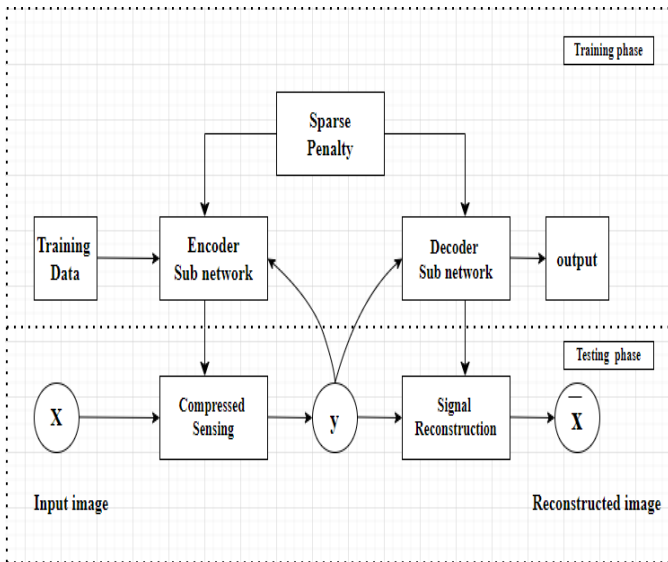 Training phase
Sparse
Penalty
Training
Data
Encoder
Sub network
Decoder
Sub network
output
Testing phase
X
Compressed
Sensing
y
Signal
Reconstruction
x̄
Input image
Reconstructed image